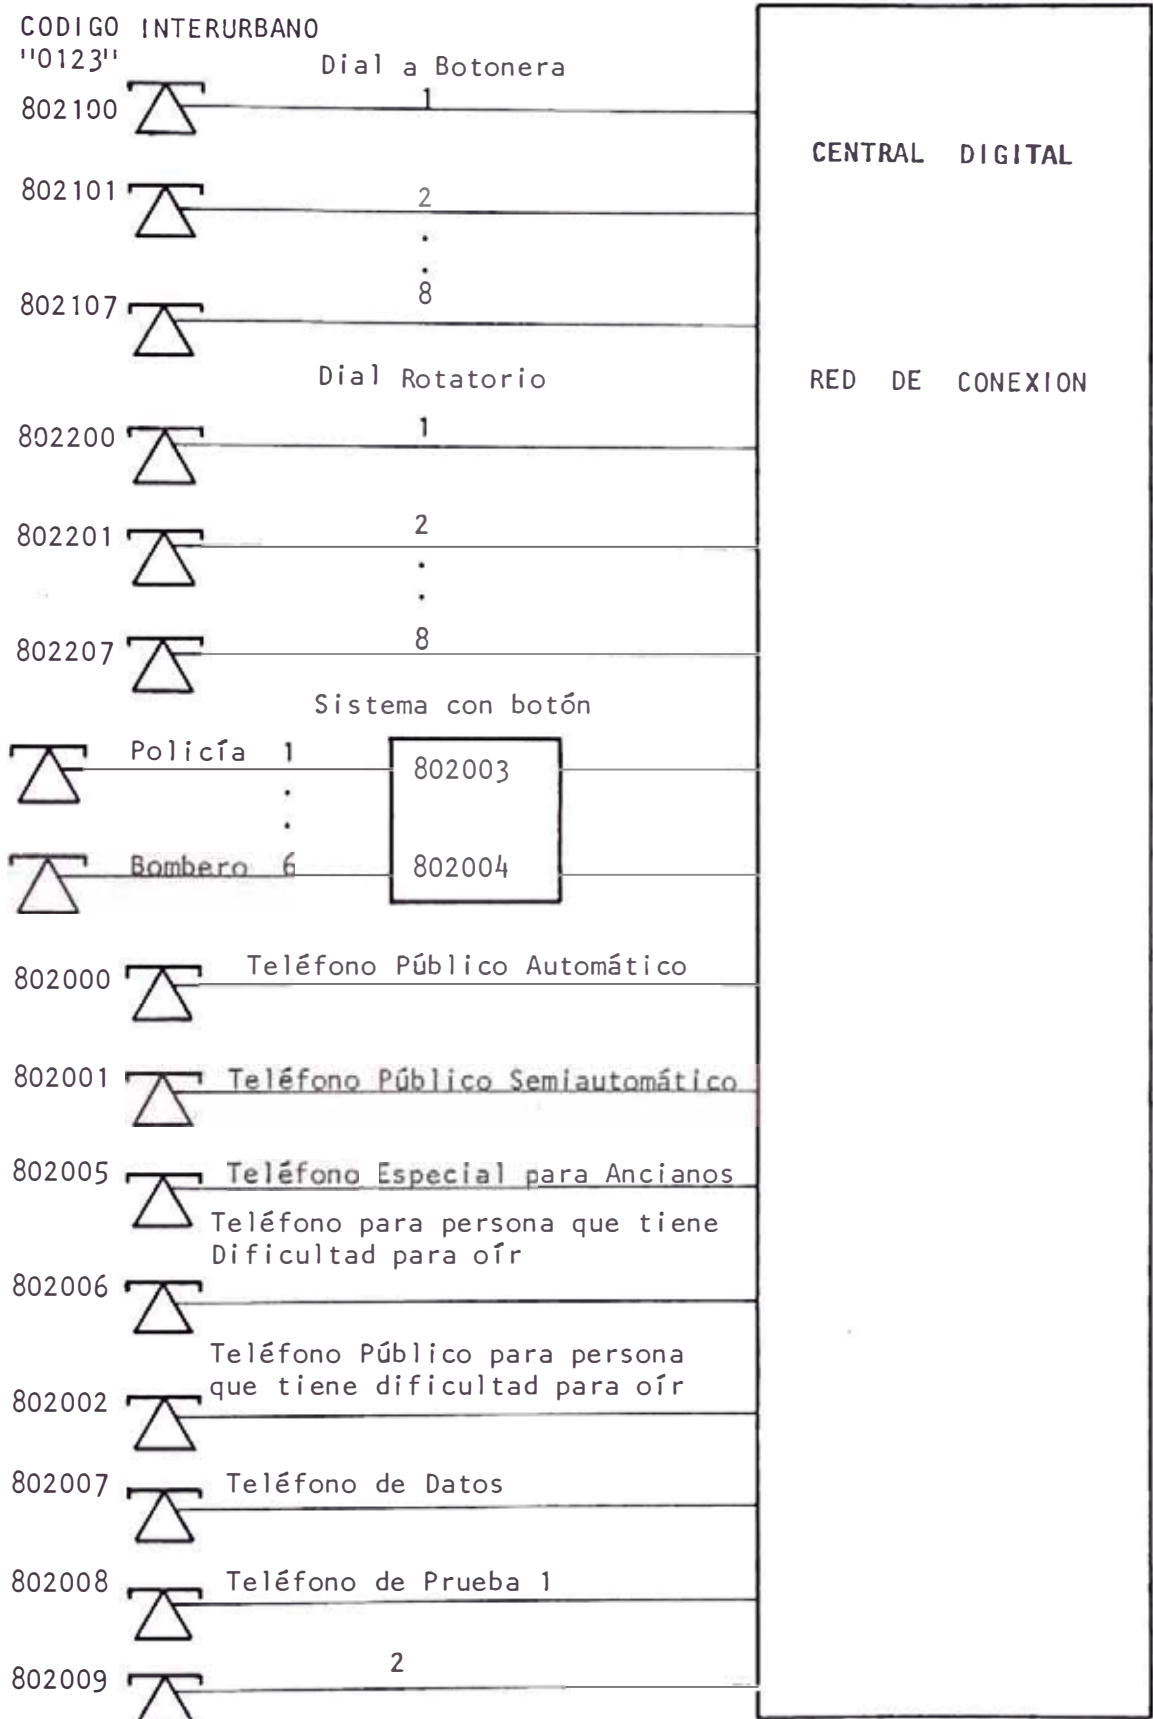 CODIGO INTERURBANO
"0123"
Dial a Botonera
802190
1
CENTRAL DIGITAL
802101
2
.
.
802107
8
Dial Rotatorio
RED DE CONEXION
802200
1
802201
2
.
.
802207
8
Sistema con botón
Policía 1
802003
.
.
Bombero 6
802004
802000
Teléfono Público Automático
802001
Teléfono Público Semiautomático
802005
Teléfono Especial para Ancianos
Teléfono para persona que tiene
Dificultad para oír
802006
Teléfono Público para persona
que tiene dificultad para oír
802002
802007
Teléfono de Datos
802008
Teléfono de Prueba 1
802009
2